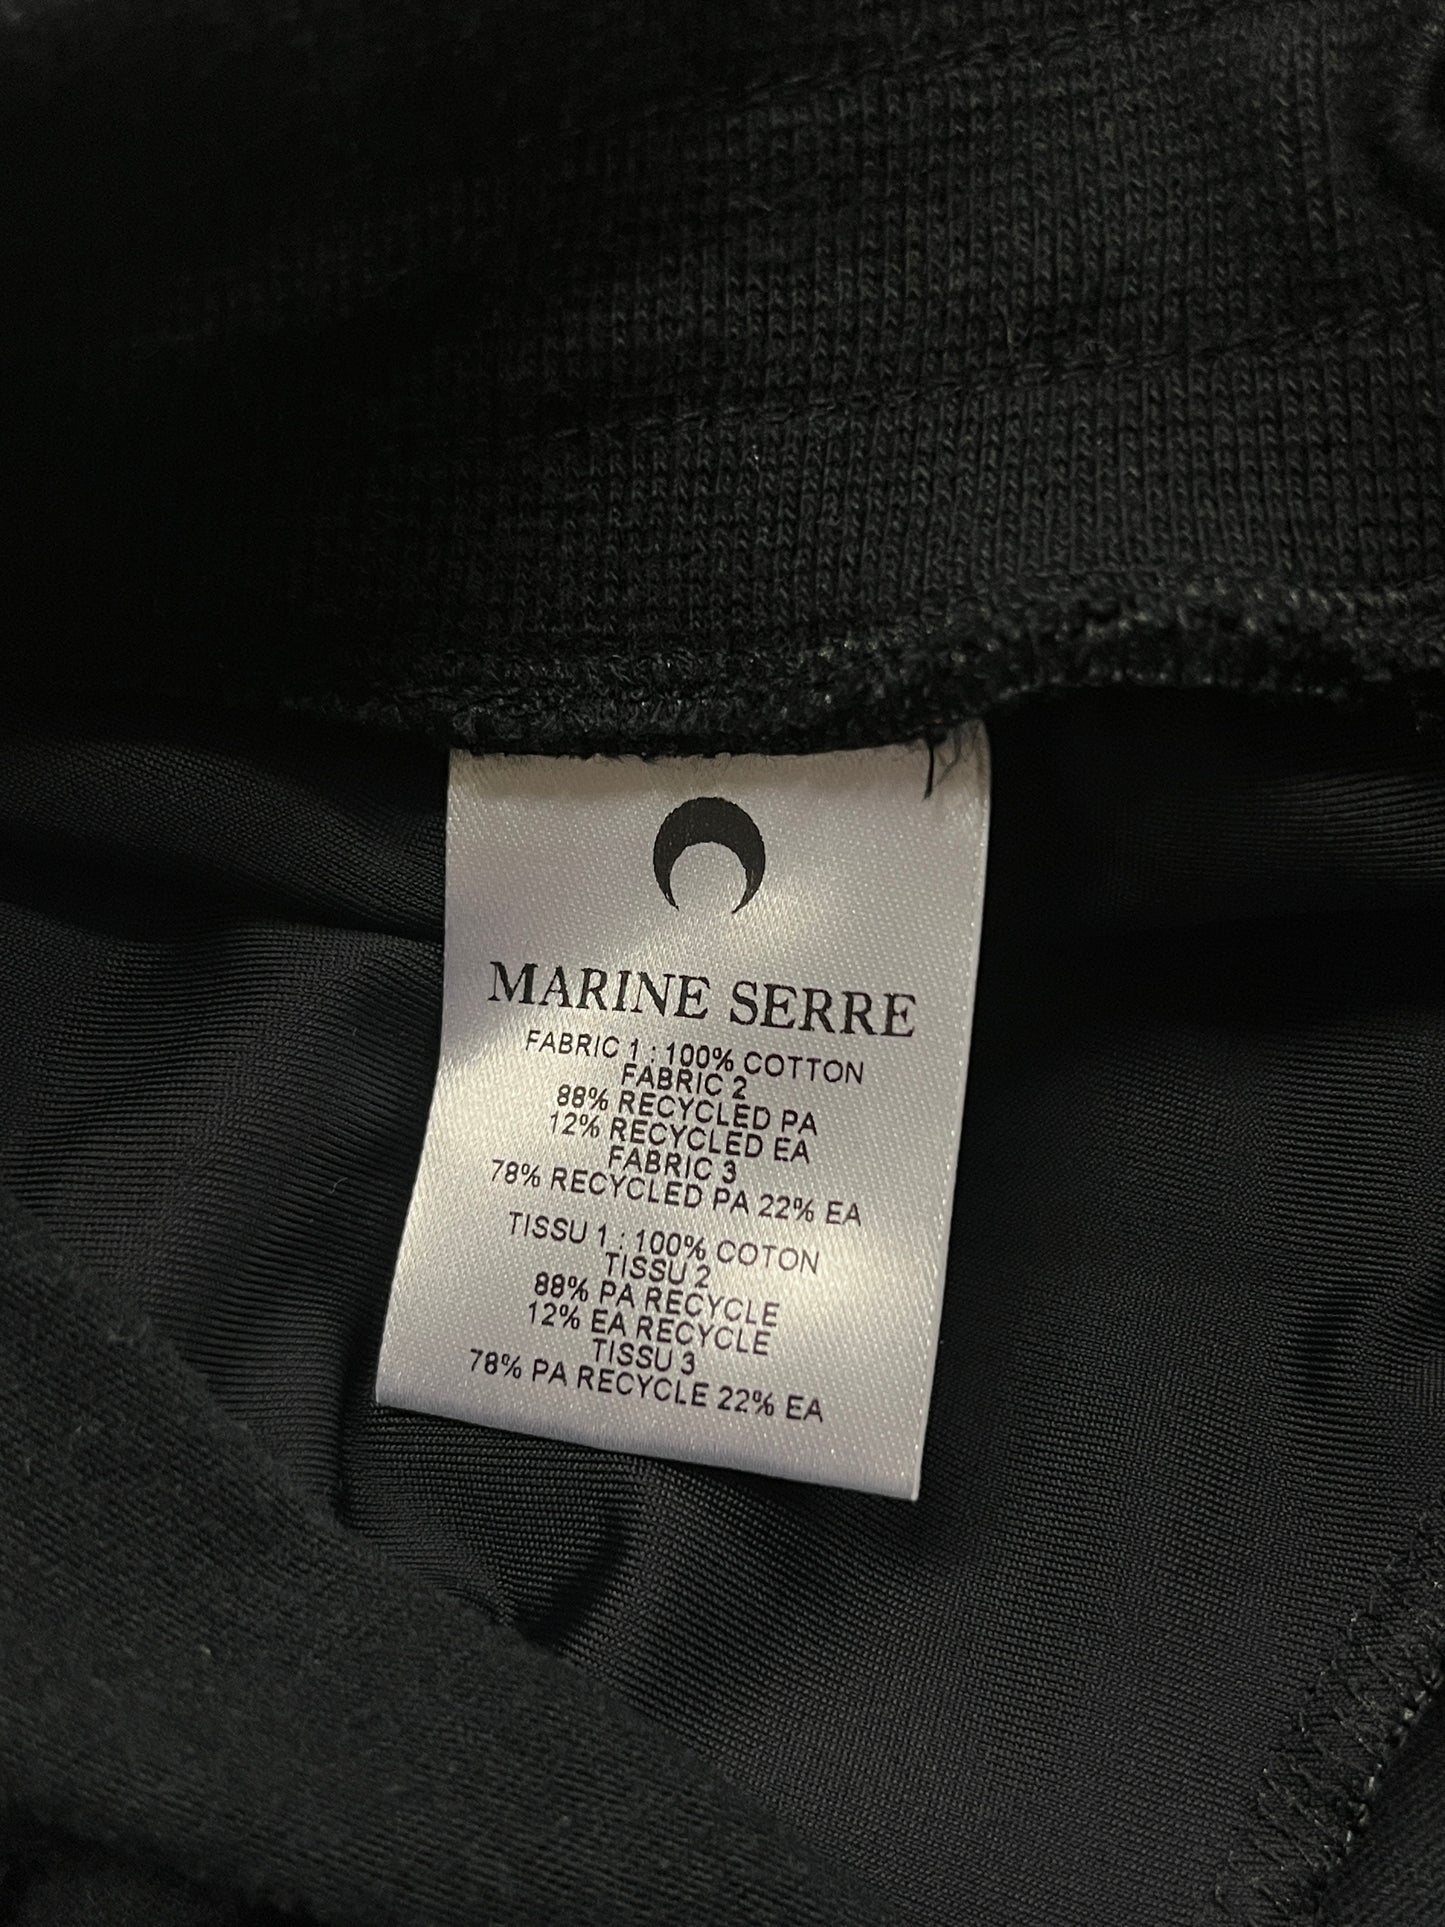 MARINE SERRE
FABRIC 1 : 100% COTTON
FABRIC 2
88% RECYCLED PA
12% RECYCLED EA
FABRIC 3
78% RECYCLED PA 22% EA
TISSU 1 : 100% COTON
TISSU 2
88% PA RECYCLE
12% EA RECYCLE
TISSU 3
78% PA RECYCLE 22% EA